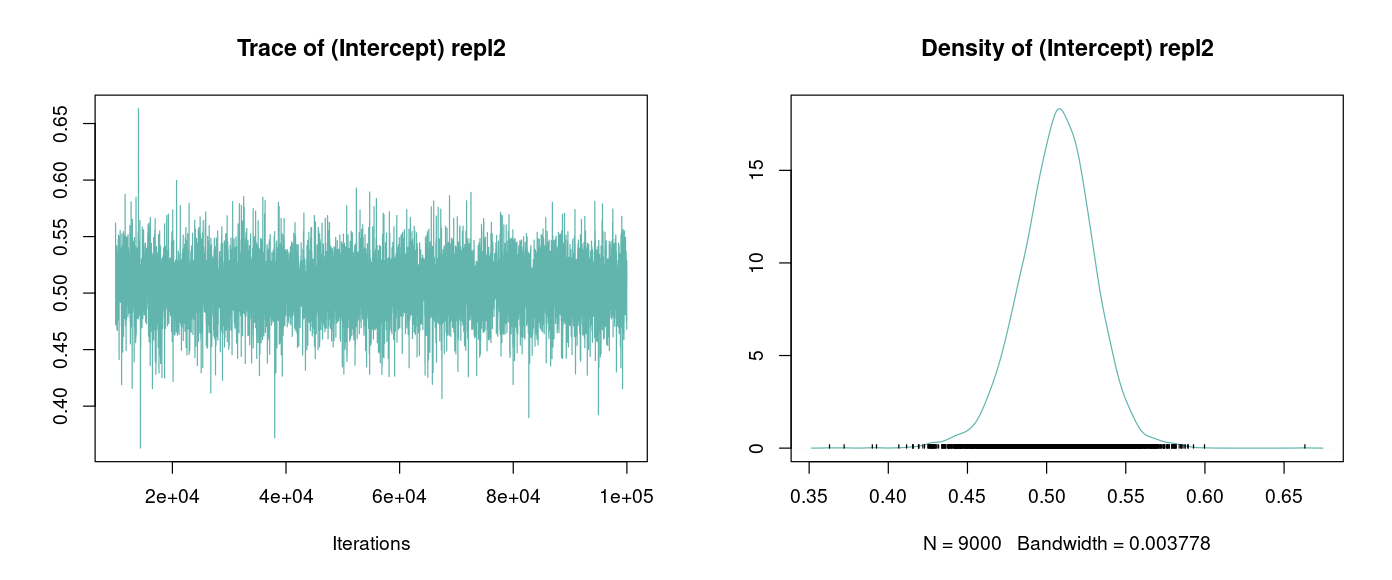 Trace of (Intercept) repl2
0.65
0.60
0.55
0.50
0.45
0.40
2e+04 4e+04 6e+04 8e+04 1e+05
Iterations
Density of (Intercept) repl2
15
10
5
0
0.35 0.40 0.45 0.50 0.55 0.60 0.65
N = 9000 Bandwidth = 0.003778